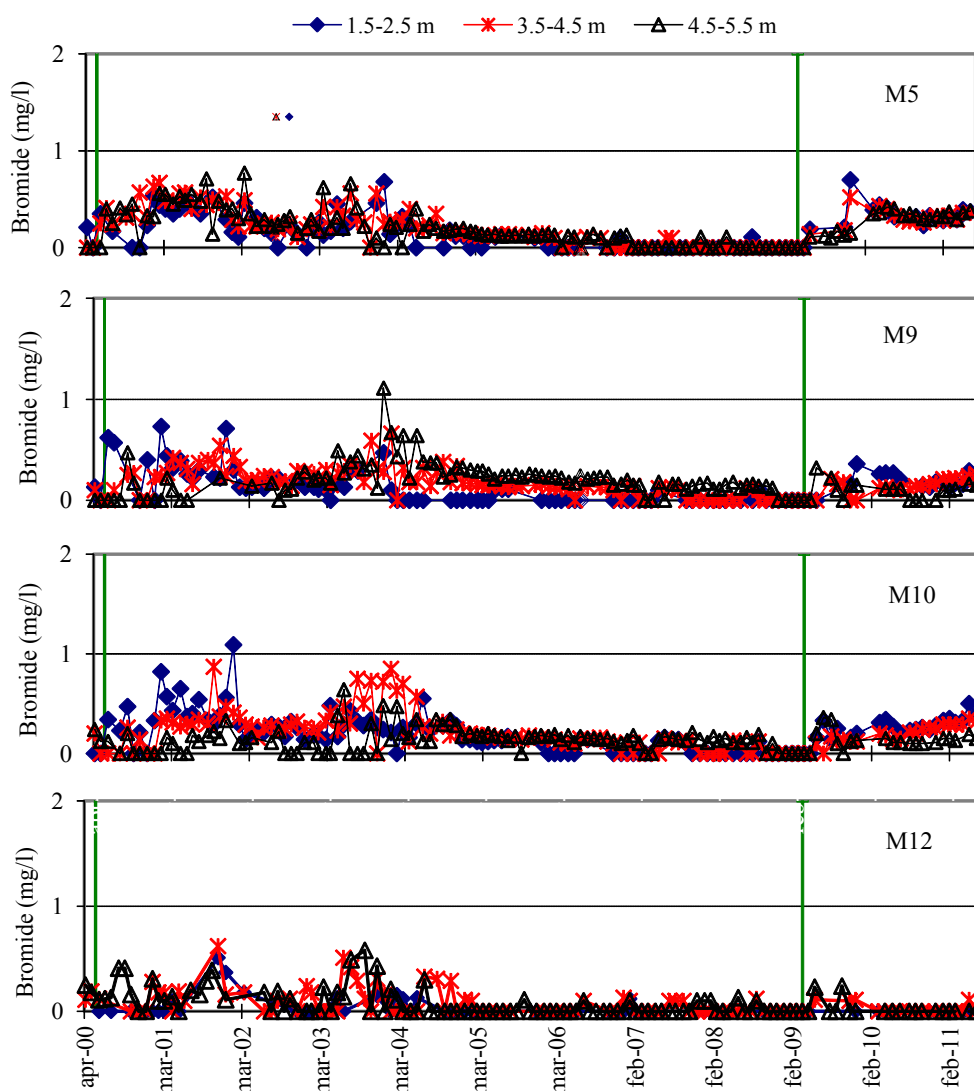 1.5-2.5 m 3.5-4.5 m 4.5-5.5 m
2
1
0
Bromide (mg/l)
M5
2
1
0
Bromide (mg/l)
M9
2
1
0
Bromide (mg/l)
M10
2
1
0
Bromide (mg/l)
M12
apr-00 mar-01 mar-02 mar-03 mar-04 mar-05 mar-06 feb-07 feb-08 feb-09 feb-10 feb-11